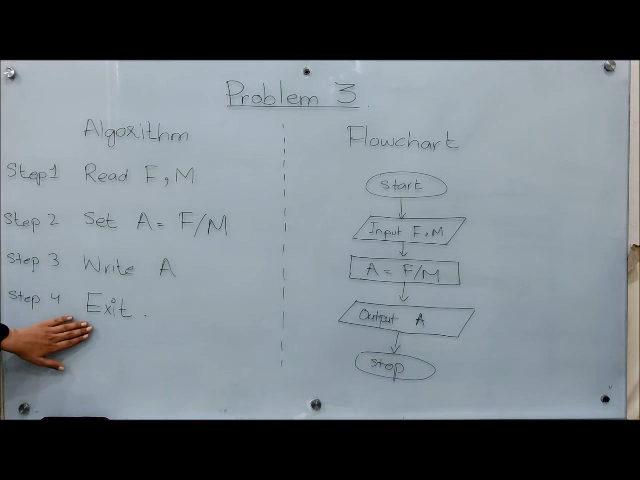 Problem 3
Algorithm
Step 1 Read F, M
Step 2 Set A = F/M
Step 3 Write A
Step 4 Exit.
Flowchart
start
Input F, M
A = F/M
Output A
stop